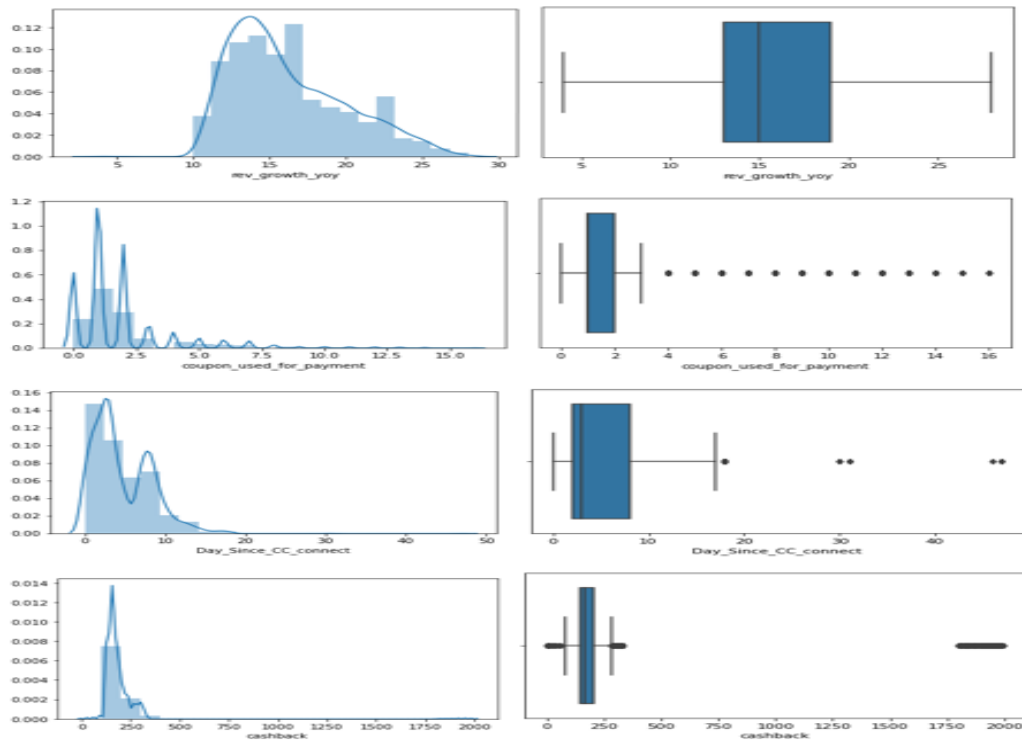 0.12
0.10
0.08
0.06
0.04
0.02
0.00
5 10 15 20 25 30
rev_growth_yoy
5 10 15 20 25
rev_growth_yoy
1.2
1.0
0.8
0.6
0.4
0.2
0.0
0.0 2.5 5.0 7.5 10.0 12.5 15.0
coupon_used_for_payment
0 2 4 6 8 10 12 14 16
coupon_used_for_payment
0.16
0.14
0.12
0.10
0.08
0.06
0.04
0.02
0.00
0 10 20 30 40 50
Day_Since_CC_connect
0 10 20 30 40
Day_Since_CC_connect
0.014
0.012
0.010
0.008
0.006
0.004
0.002
0.000
0 250 500 750 1000 1250 1500 1750 2000
cashback
0 250 500 750 1000 1250 1500 1750 2000
cashback